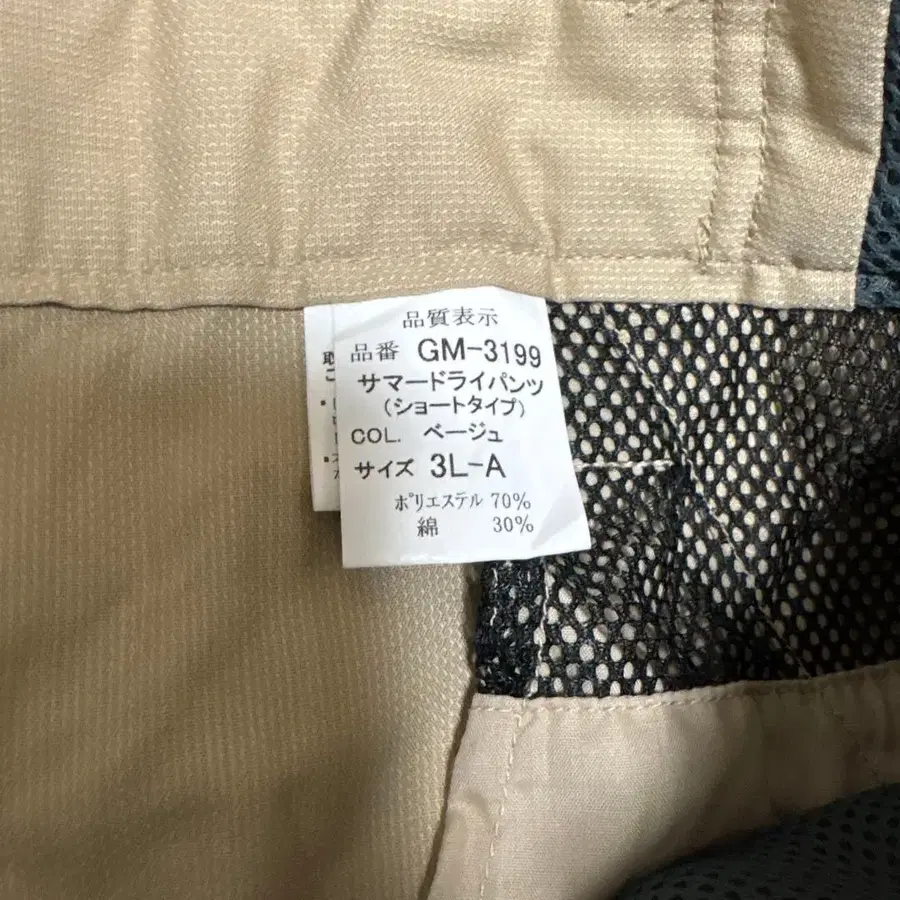 品質表示
品番 GM-3199
サマードライパンツ
(ショートタイプ)
COL. ベージュ
サイズ 3L-A
ポリエステル 70%
綿 30%